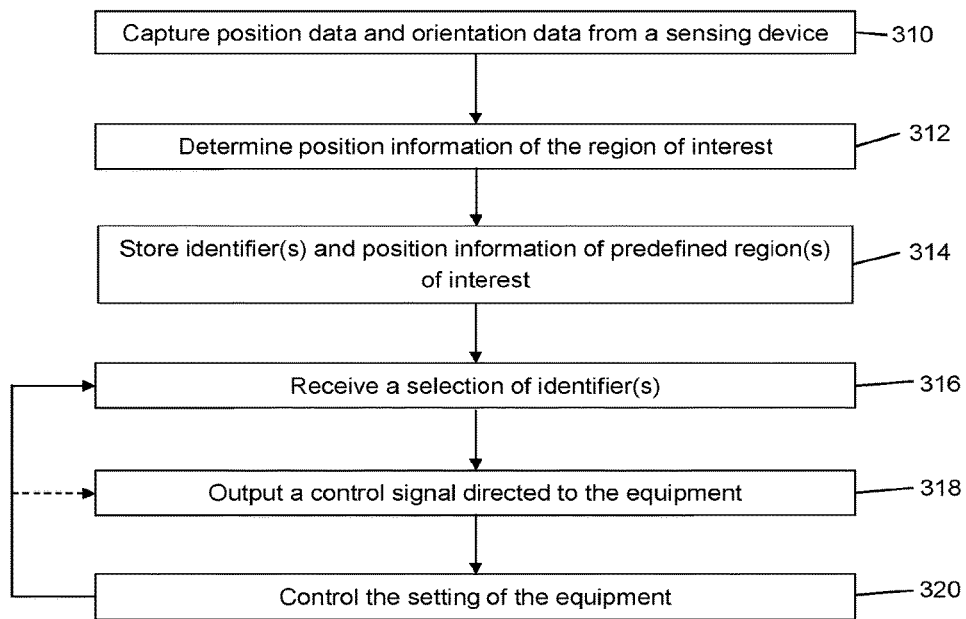 Capture position data and orientation data from a sensing device
310
Determine position information of the region of interest
312
Store identifier(s) and position information of predefined region(s)
of interest
314
Receive a selection of identifier(s)
316
Output a control signal directed to the equipment
318
Control the setting of the equipment
320